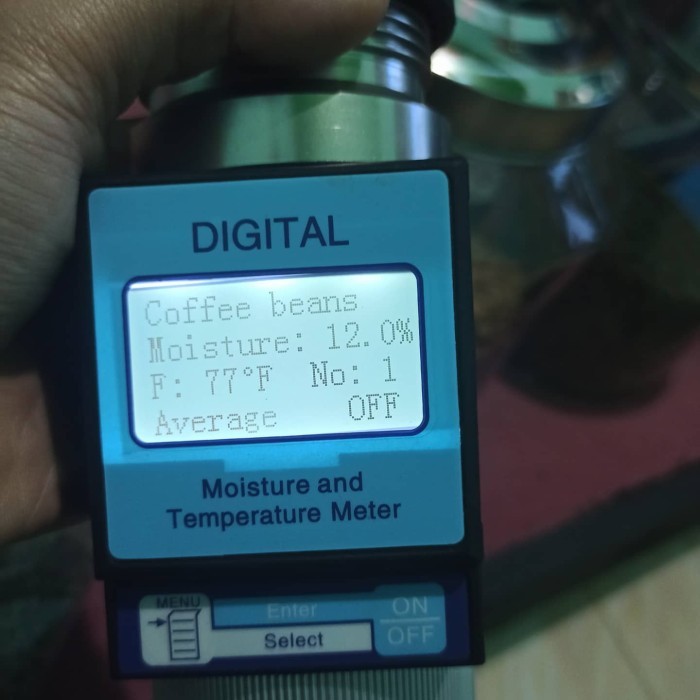 DIGITAL
Coffee beans
Moisture: 12.0%
F: 77°F No: 1
Average OFF
Moisture and
Temperature Meter
MENU
Enter
Select
ON
OFF